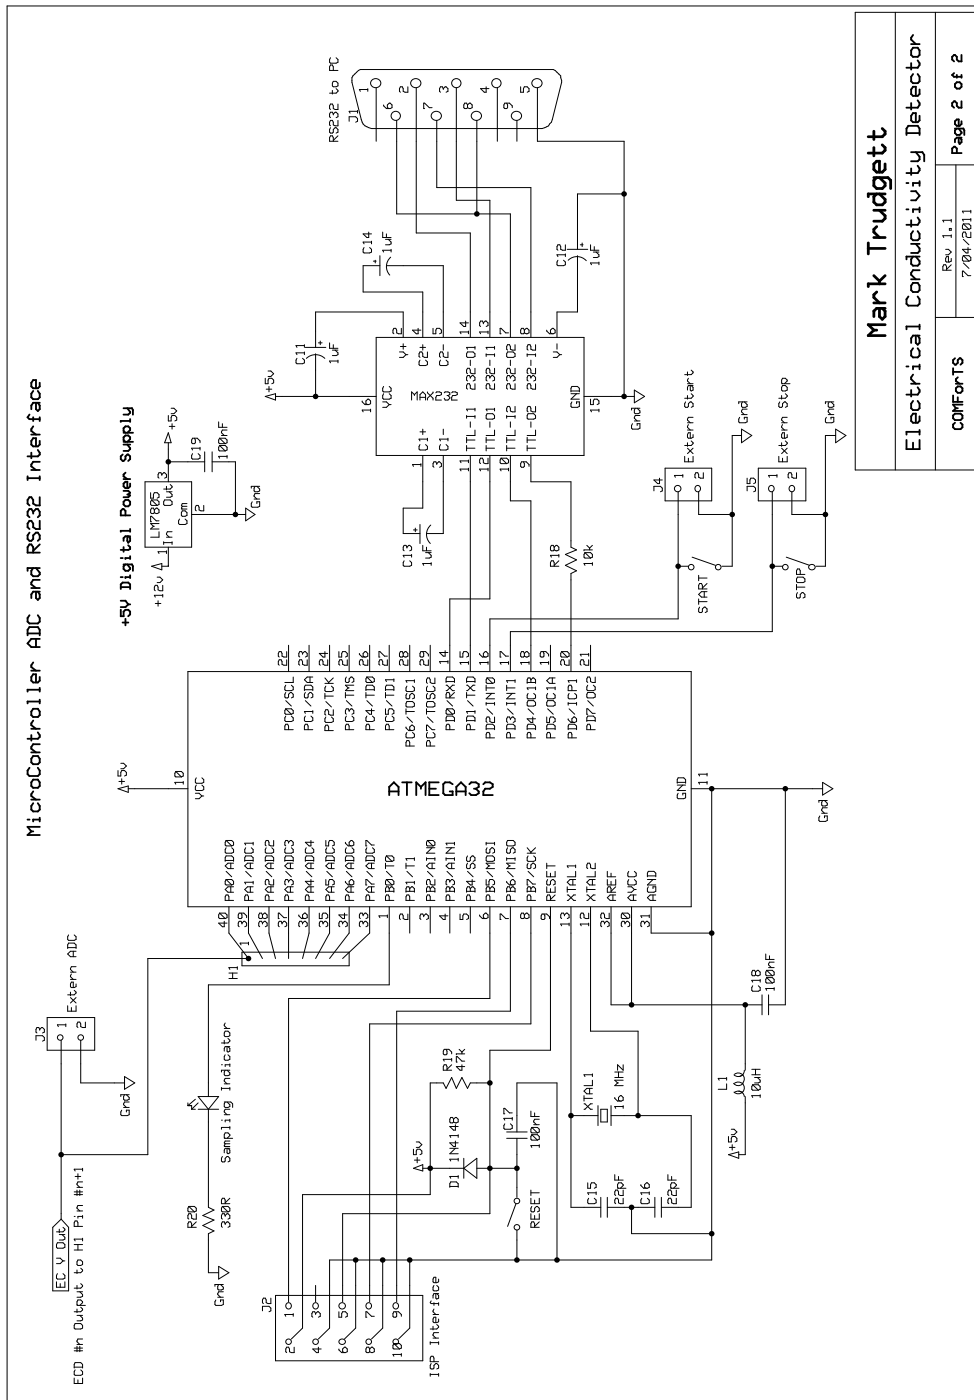 MicroController ADC and RS232 Interface
ECD #n Output to H1 Pin #n+1
EC V Out
J3
1
2
Extern ADC
Gnd
R20
330R
Sampling Indicator
Gnd
J2
1
2
3
4
5
6
7
8
9
10
ISP Interface
+5v
D1 1N4148
R19
47k
C17
100nF
RESET
XTAL1
16 MHz
C15
22pF
C16
22pF
L1
10uH
+5v
C18
100nF
Gnd
H1
1
+5v
10
VCC
ATMEGA32
GND
11
40 PA0/ADC0
39 PA1/ADC1
38 PA2/ADC2
37 PA3/ADC3
36 PA4/ADC4
35 PA5/ADC5
34 PA6/ADC6
33 PA7/ADC7
1 PB0/T0
2 PB1/T1
3 PB2/AIN0
4 PB3/AIN1
5 PB4/SS
6 PB5/MOSI
7 PB6/MISO
8 PB7/SCK
9 RESET
13 XTAL1
12 XTAL2
32 AREF
30 AVCC
31 AGND
PC0/SCL 22
PC1/SDA 23
PC2/TCK 24
PC3/TMS 25
PC4/TD0 26
PC5/TD1 27
PC6/TOSC1 28
PC7/TOSC2 29
PD0/RXD 14
PD1/TXD 15
PD2/INT0 16
PD3/INT1 17
PD4/OC1B 18
PD5/OC1A 19
PD6/ICP1 20
PD7/OC2 21
+5V Digital Power Supply
+12v
1
In
LM7805
Out
3
Com
2
+5v
C19
100nF
Gnd
C13
1uF
R18
10k
+5v
C11
1uF
16
VCC
MAX232
GND
15
Gnd
1 C1+
3 C1-
11 TTL-I1
12 TTL-O1
10 TTL-I2
9 TTL-O2
V+ 2
C2+ 4
C2- 5
232-O1 14
232-I1 13
232-O2 7
232-I2 8
V- 6
C14
1uF
C12
1uF
RS232 to PC
J1
1
6
2
7
3
8
4
9
5
START
J4
1
2
Extern Start
Gnd
STOP
J5
1
2
Extern Stop
Gnd
Mark Trudgett
Electrical Conductivity Detector
COMForTS
Rev 1.1
7/04/2011
Page 2 of 2